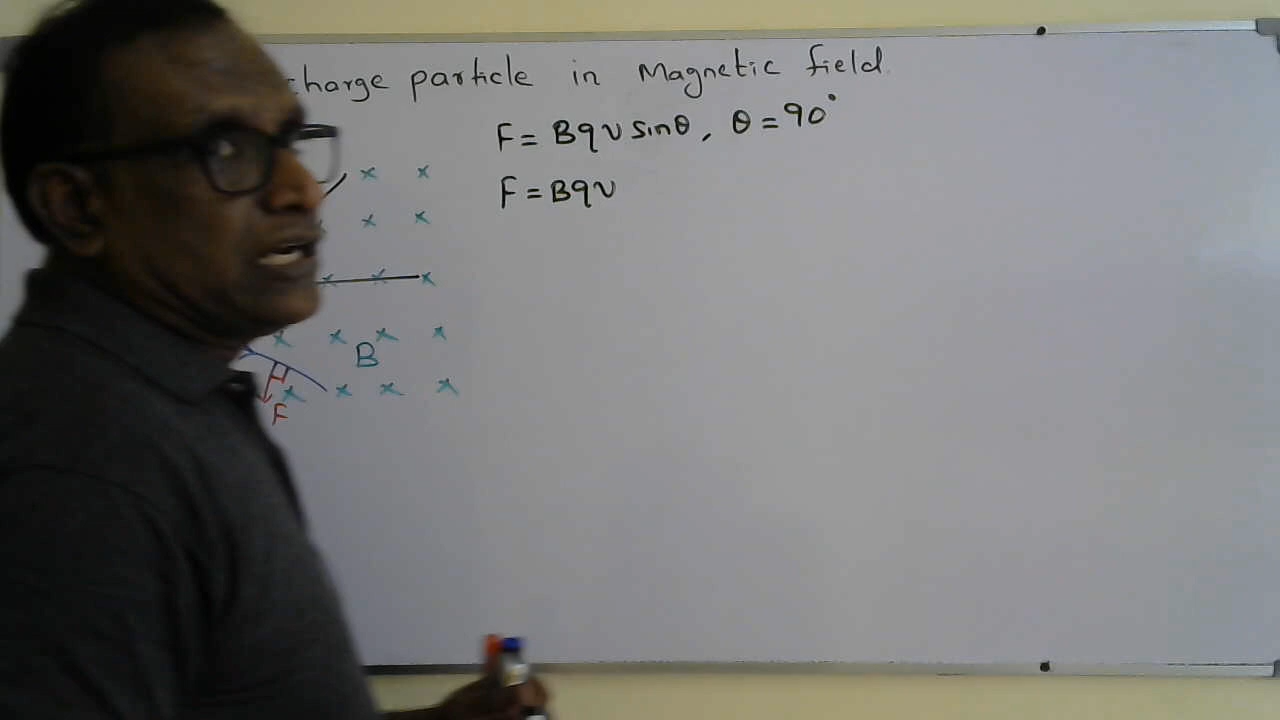 charge particle in Magnetic field.
F = Bqv sinθ, θ = 90°
F = Bqv
B
F